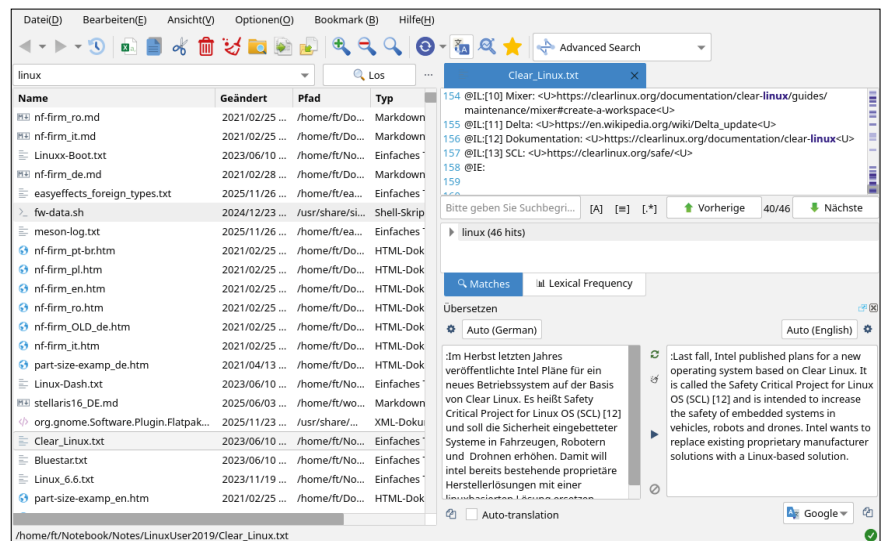 Datei(D) Bearbeiten(E) Ansicht(V) Optionen(O) Bookmark (B) Hilfe(H)
Advanced Search
linux Los ...
Clear_Linux.txt
Name Geändert Pfad Typ
nf-firm_ro.md 2021/02/25 ... /home/ft/Do... Markdown
nf-firm_it.md 2021/02/25 ... /home/ft/Do... Markdown
Linuxx-Boot.txt 2023/06/10 ... /home/ft/No... Einfaches
nf-firm_de.md 2021/02/28 ... /home/ft/Do... Markdown
easyeffects_foreign_types.txt 2025/11/26 ... /home/ft/ea... Einfaches
fw-data.sh 2024/12/23 ... /usr/share/si... Shell-Skrip
meson-log.txt 2025/11/26 ... /home/ft/ea... Einfaches
nf-firm_pt-br.htm 2021/02/25 ... /home/ft/Do... HTML-Dok
nf-firm_pl.htm 2021/02/25 ... /home/ft/Do... HTML-Dok
nf-firm_en.htm 2021/02/25 ... /home/ft/Do... HTML-Dok
nf-firm_ro.htm 2021/02/25 ... /home/ft/Do... HTML-Dok
nf-firm_OLD_de.htm 2021/02/25 ... /home/ft/Do... HTML-Dok
nf-firm_it.htm 2021/02/25 ... /home/ft/Do... HTML-Dok
part-size-examp_de.htm 2021/04/13 ... /home/ft/Do... HTML-Dok
Linux-Dash.txt 2023/06/10 ... /home/ft/No... Einfaches
stellaris16_DE.md 2025/06/03 ... /home/ft/wo... Markdown
org.gnome.Software.Plugin.Flatpak... 2025/11/23 ... /usr/share/... XML-Doku
Clear_Linux.txt 2023/06/10 ... /home/ft/No... Einfaches
Bluestar.txt 2023/06/10 ... /home/ft/No... Einfaches
Linux_6.6.txt 2023/11/19 ... /home/ft/No... Einfaches
part-size-examp_en.htm 2021/02/25 ... /home/ft/Do... HTML-Dok
154 @IL:[10] Mixer: <U>https://clearlinux.org/documentation/clear-linux/guides/
maintenance/mixer#create-a-workspace<U>
155 @IL:[11] Delta: <U>https://en.wikipedia.org/wiki/Delta_update<U>
156 @IL:[12] Dokumentation: <U>https://clearlinux.org/documentation/clear-linux<U>
157 @IL:[13] SCL: <U>https://clearlinux.org/safe/<U>
158 @IE:
159
Bitte geben Sie Suchbegri... [A] [≡] [.*] Vorherige 40/46 Nächste
linux (46 hits)
Matches Lexical Frequency
Übersetzen
Auto (German) Auto (English)
:Im Herbst letzten Jahres
veröffentlichte Intel Pläne für ein
neues Betriebssystem auf der Basis
von Clear Linux. Es heißt Safety
Critical Project for Linux OS (SCL) [12]
und soll die Sicherheit eingebetteter
Systeme in Fahrzeugen, Robotern
und Drohnen erhöhen. Damit will
intel bereits bestehende proprietäre
Herstellerlösungen mit einer
linuxbasierten Lösung ersetzen
:Last fall, Intel published plans for a new
operating system based on Clear Linux. It
is called the Safety Critical Project for Linux
OS (SCL) [12] and is intended to increase
the safety of embedded systems in
vehicles, robots and drones. Intel wants to
replace existing proprietary manufacturer
solutions with a Linux-based solution.
Auto-translation Google
/home/ft/Notebook/Notes/LinuxUser2019/Clear_Linux.txt